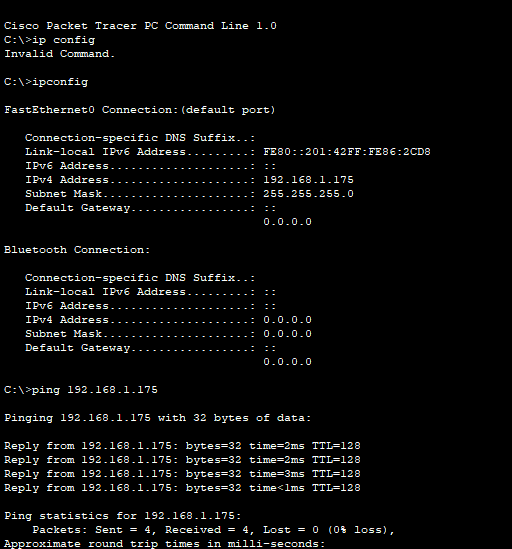 Cisco Packet Tracer PC Command Line 1.0
C:\>ip config
Invalid Command.
C:\>ipconfig
FastEthernet0 Connection:(default port)
Connection-specific DNS Suffix..:
Link-local IPv6 Address.........: FE80::201:42FF:FE86:2CD8
IPv6 Address....................: ::
IPv4 Address....................: 192.168.1.175
Subnet Mask.....................: 255.255.255.0
Default Gateway.................: ::
0.0.0.0
Bluetooth Connection:
Connection-specific DNS Suffix..:
Link-local IPv6 Address.........: ::
IPv6 Address....................: ::
IPv4 Address....................: 0.0.0.0
Subnet Mask.....................: 0.0.0.0
Default Gateway.................: ::
0.0.0.0
C:\>ping 192.168.1.175
Pinging 192.168.1.175 with 32 bytes of data:
Reply from 192.168.1.175: bytes=32 time=2ms TTL=128
Reply from 192.168.1.175: bytes=32 time=2ms TTL=128
Reply from 192.168.1.175: bytes=32 time=3ms TTL=128
Reply from 192.168.1.175: bytes=32 time<1ms TTL=128
Ping statistics for 192.168.1.175:
Packets: Sent = 4, Received = 4, Lost = 0 (0% loss),
Approximate round trip times in milli-seconds: